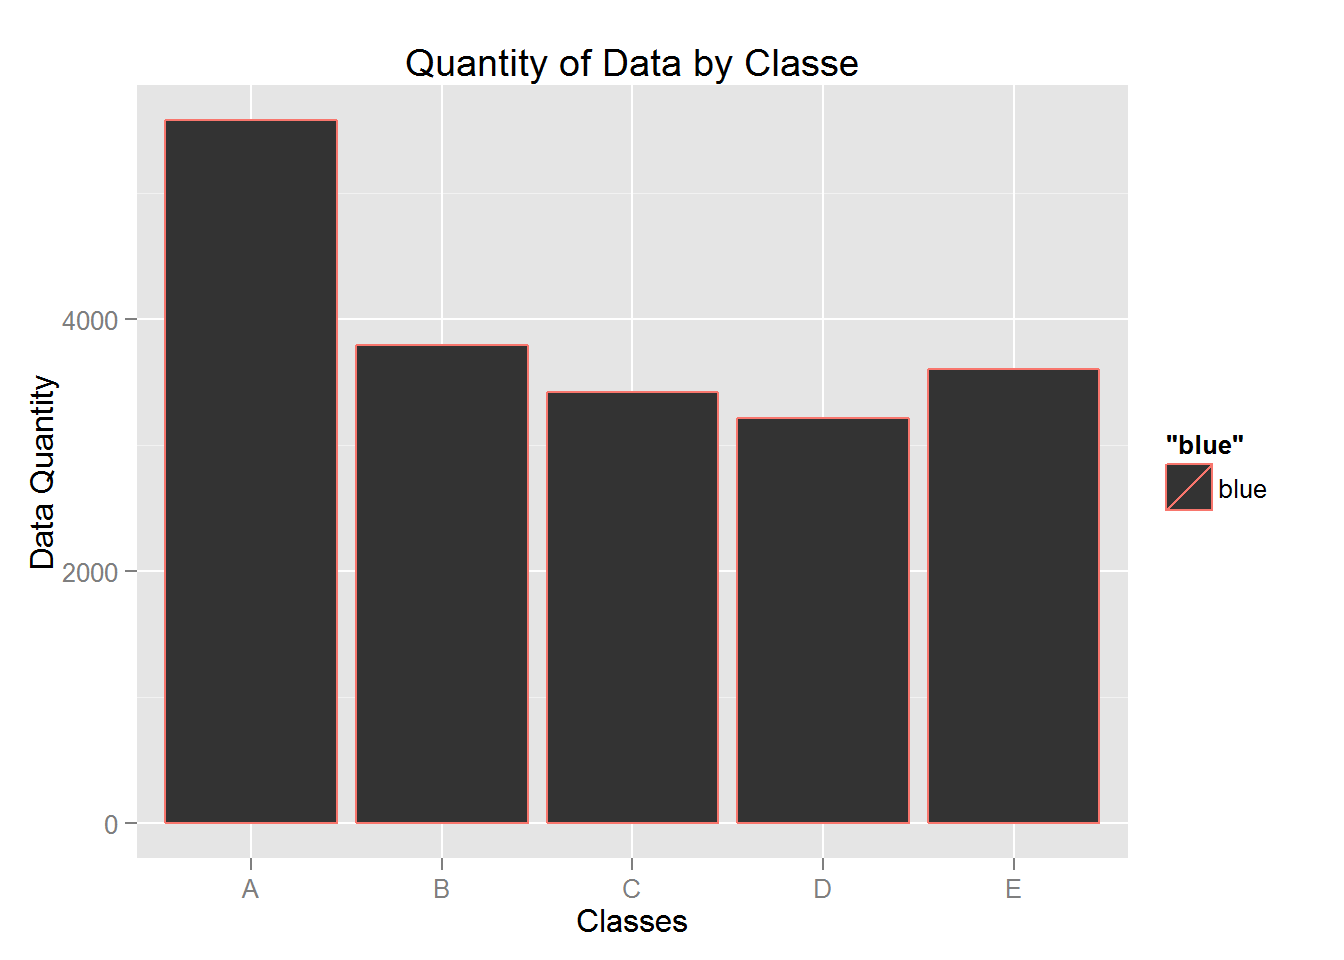 Quantity of Data by Classe
Data Quantity
4000
2000
0
A B C D E
Classes
"blue"
blue